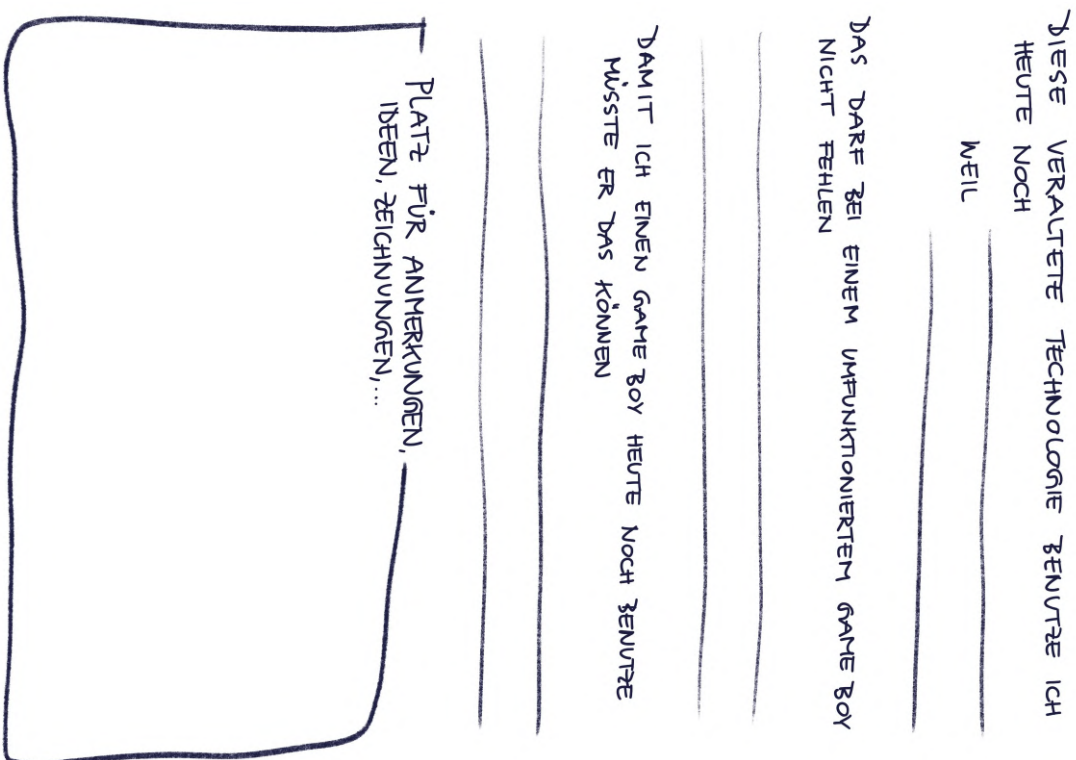 DIESE VERALTETE TECHNOLOGIE BENUTZE ICH
HEUTE NOCH
WEIL
DAS DARF BEI EINEM UMFUNKTIONIERTEM GAME BOY
NICHT FEHLEN
DAMIT ICH EINEN GAME BOY HEUTE NOCH BENUTZE
MÜSSTE ER DAS KÖNNEN
PLATZ FÜR ANMERKUNGEN,
IDEEN, ZEICHNUNGEN,...